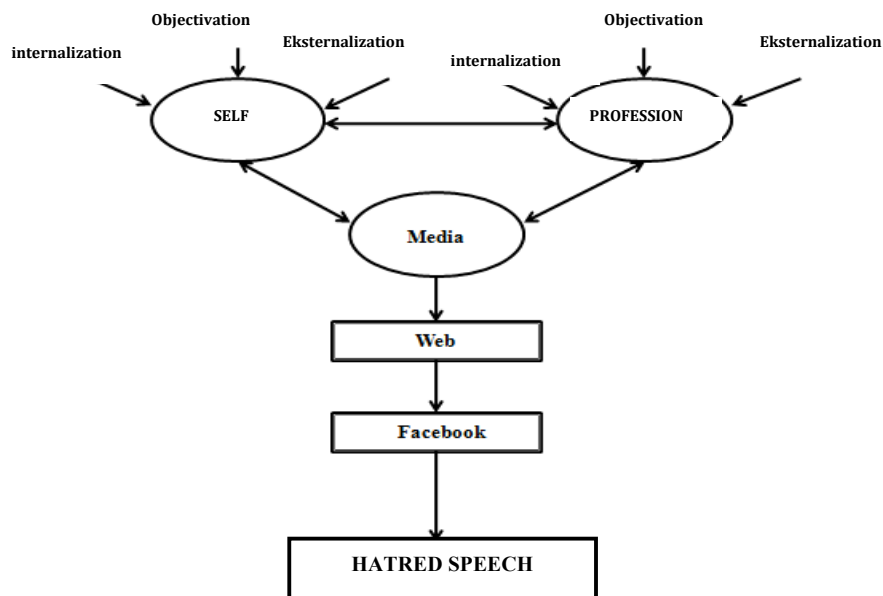 Objectivation
Objectivation
internalization
Eksternalization
internalization
Eksternalization
SELF
PROFESSION
Media
Web
Facebook
HATRED SPEECH